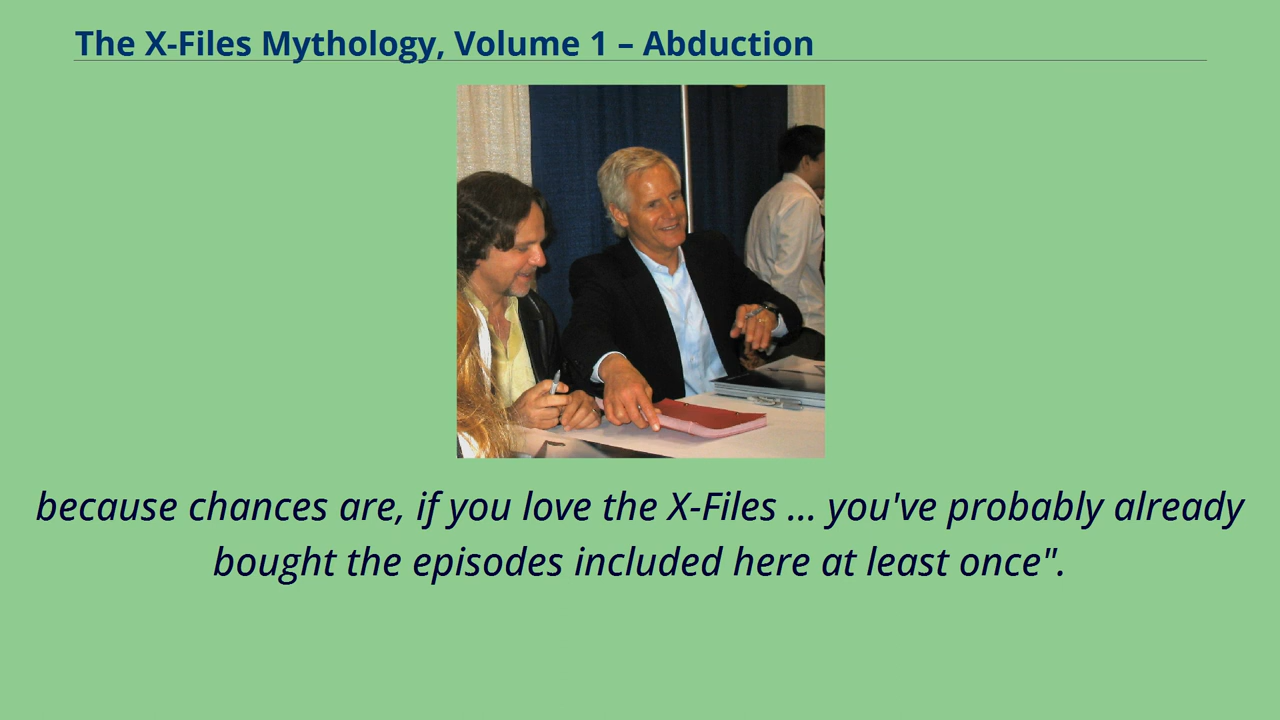 The X-Files Mythology, Volume 1 – Abduction
because chances are, if you love the X-Files ... you've probably already
bought the episodes included here at least once".